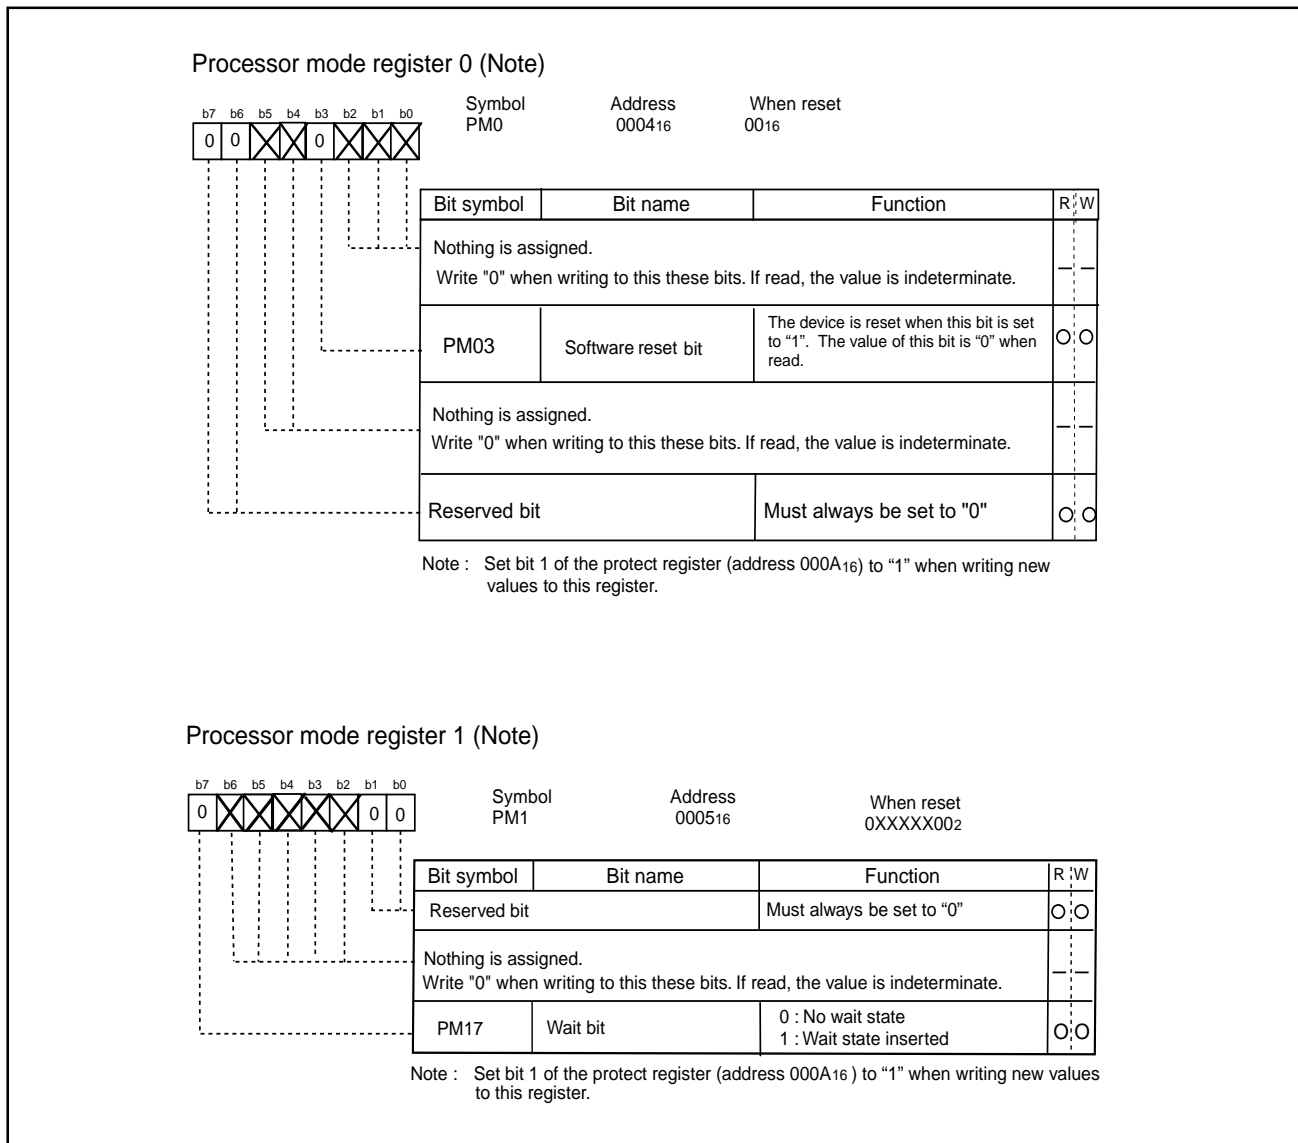 Processor mode register 0 (Note)
Symbol Address When reset
PM0 000416 0016
b7 b6 b5 b4 b3 b2 b1 b0
0 0 0
Bit symbol Bit name Function R W
Nothing is assigned.
Write "0" when writing to this these bits. If read, the value is indeterminate.
— —
PM03 Software reset bit
The device is reset when this bit is set
to “1”. The value of this bit is “0” when
read.
O O
Nothing is assigned.
Write "0" when writing to this these bits. If read, the value is indeterminate.
— —
Reserved bit Must always be set to "0" O O
Note : Set bit 1 of the protect register (address 000A16) to “1” when writing new
values to this register.
Processor mode register 1 (Note)
b7 b6 b5 b4 b3 b2 b1 b0
0 0 0
Symbol Address When reset
PM1 000516 0XXXXX002
Bit symbol Bit name Function R W
Reserved bit Must always be set to “0” O O
Nothing is assigned.
Write "0" when writing to this these bits. If read, the value is indeterminate.
— —
PM17 Wait bit
0 : No wait state
1 : Wait state inserted
O O
Note : Set bit 1 of the protect register (address 000A16 ) to “1” when writing new values
to this register.